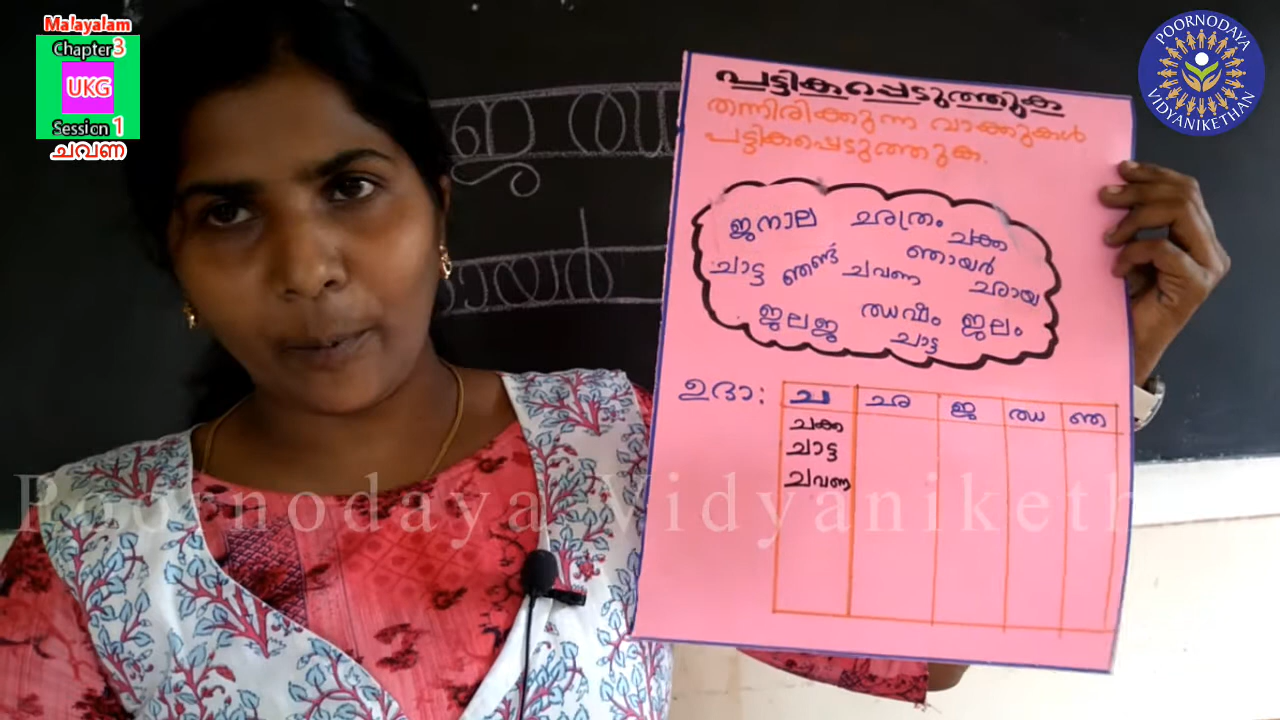 Malayalam
Chapter 3
UKG
Session 1
ചവണ
POORNODAYA
VIDYANIKETHAN
പട്ടികപ്പെടുത്തുക
തന്നിരിക്കുന്ന വാക്കുകൾ
പട്ടികപ്പെടുത്തുക.
ജനാല ഛത്രം ചക്ക
ചാട്ട ഞണ്ട് ചവണ ഞായർ ഛായ
ജലജ ഝഷം ജലം
ചാട്ട
ഉദാ: ച ഛ ജ ഝ ഞ
ചക്ക
ചാട്ട
ചവണ
Poornodaya Vidyaniketh